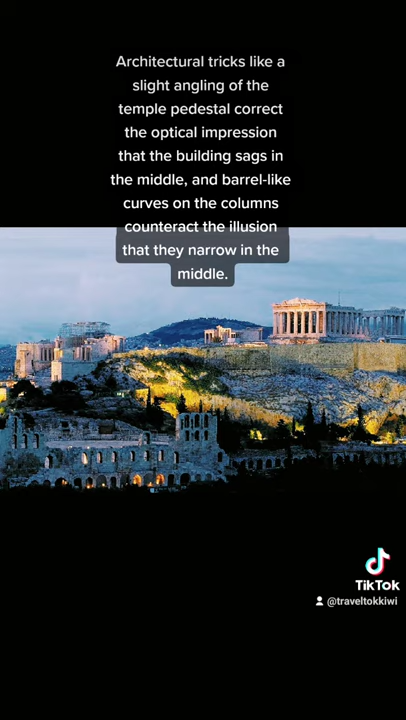 Architectural tricks like a
slight angling of the
temple pedestal correct
the optical impression
that the building sags in
the middle, and barrel-like
curves on the columns
counteract the illusion
that they narrow in the
middle.
TikTok
@traveltokkiwi